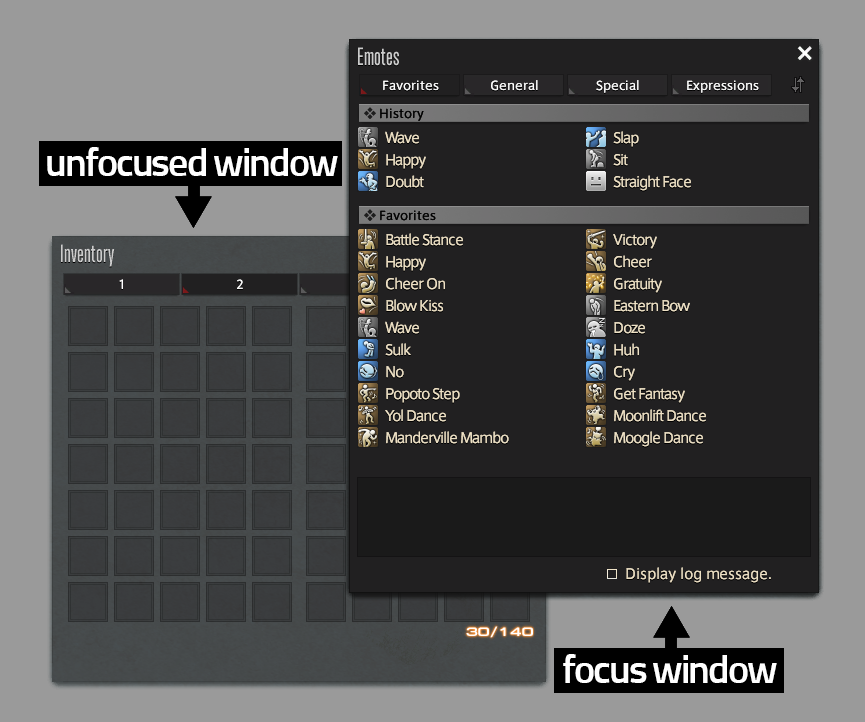 Emotes
Favorites General Special Expressions
History
Wave Slap
Happy Sit
Doubt Straight Face
Favorites
Battle Stance Victory
Happy Cheer
Cheer On Gratuity
Blow Kiss Eastern Bow
Wave Doze
Sulk Huh
No Cry
Popoto Step Get Fantasy
Yol Dance Moonlift Dance
Manderville Mambo Moogle Dance
Display log message.
unfocused window
Inventory
1 2
30/140
focus window